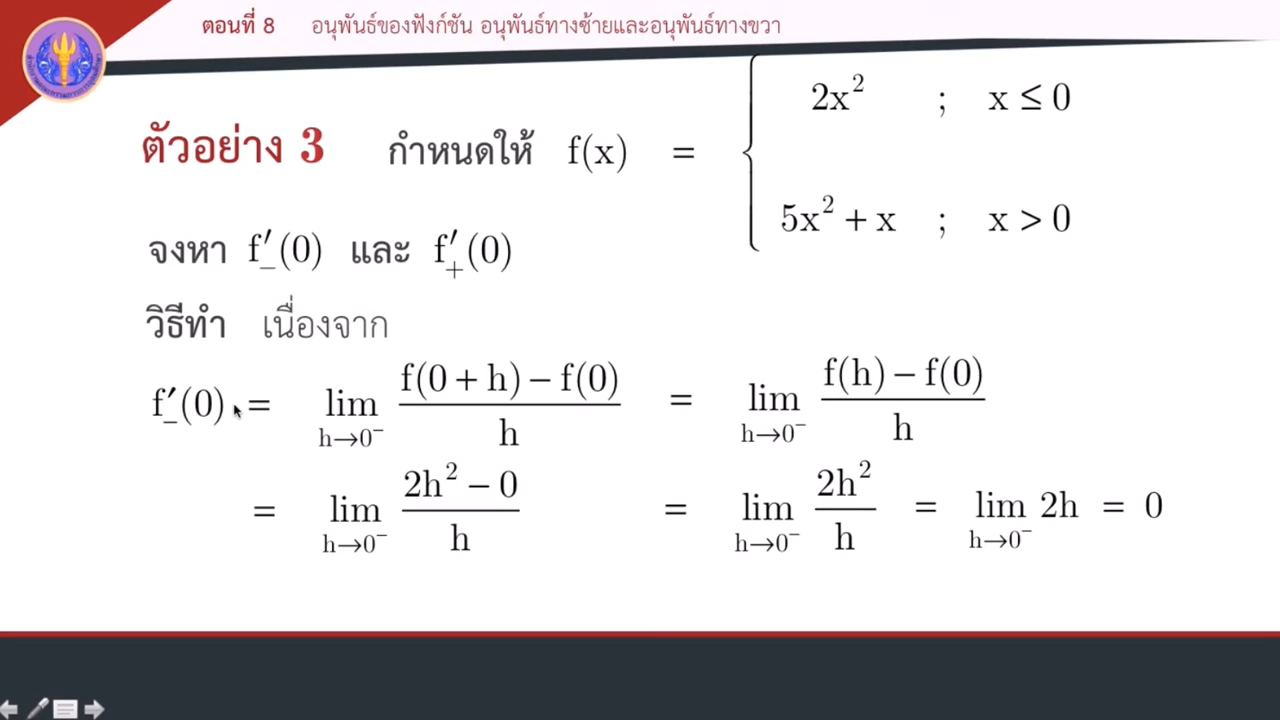 ตอนที่ 8 อนุพันธ์ของฟังก์ชัน อนุพันธ์ทางซ้ายและอนุพันธ์ทางขวา
ตัวอย่าง 3 กำหนดให้ f(x) = { 2x² ; x ≤ 0
5x² + x ; x > 0
จงหา f′₋(0) และ f′₊(0)
วิธีทำ เนื่องจาก
f′₋(0) = lim h→0⁻ (f(0 + h) − f(0))/h = lim h→0⁻ (f(h) − f(0))/h
= lim h→0⁻ (2h² − 0)/h = lim h→0⁻ 2h²/h = lim h→0⁻ 2h = 0